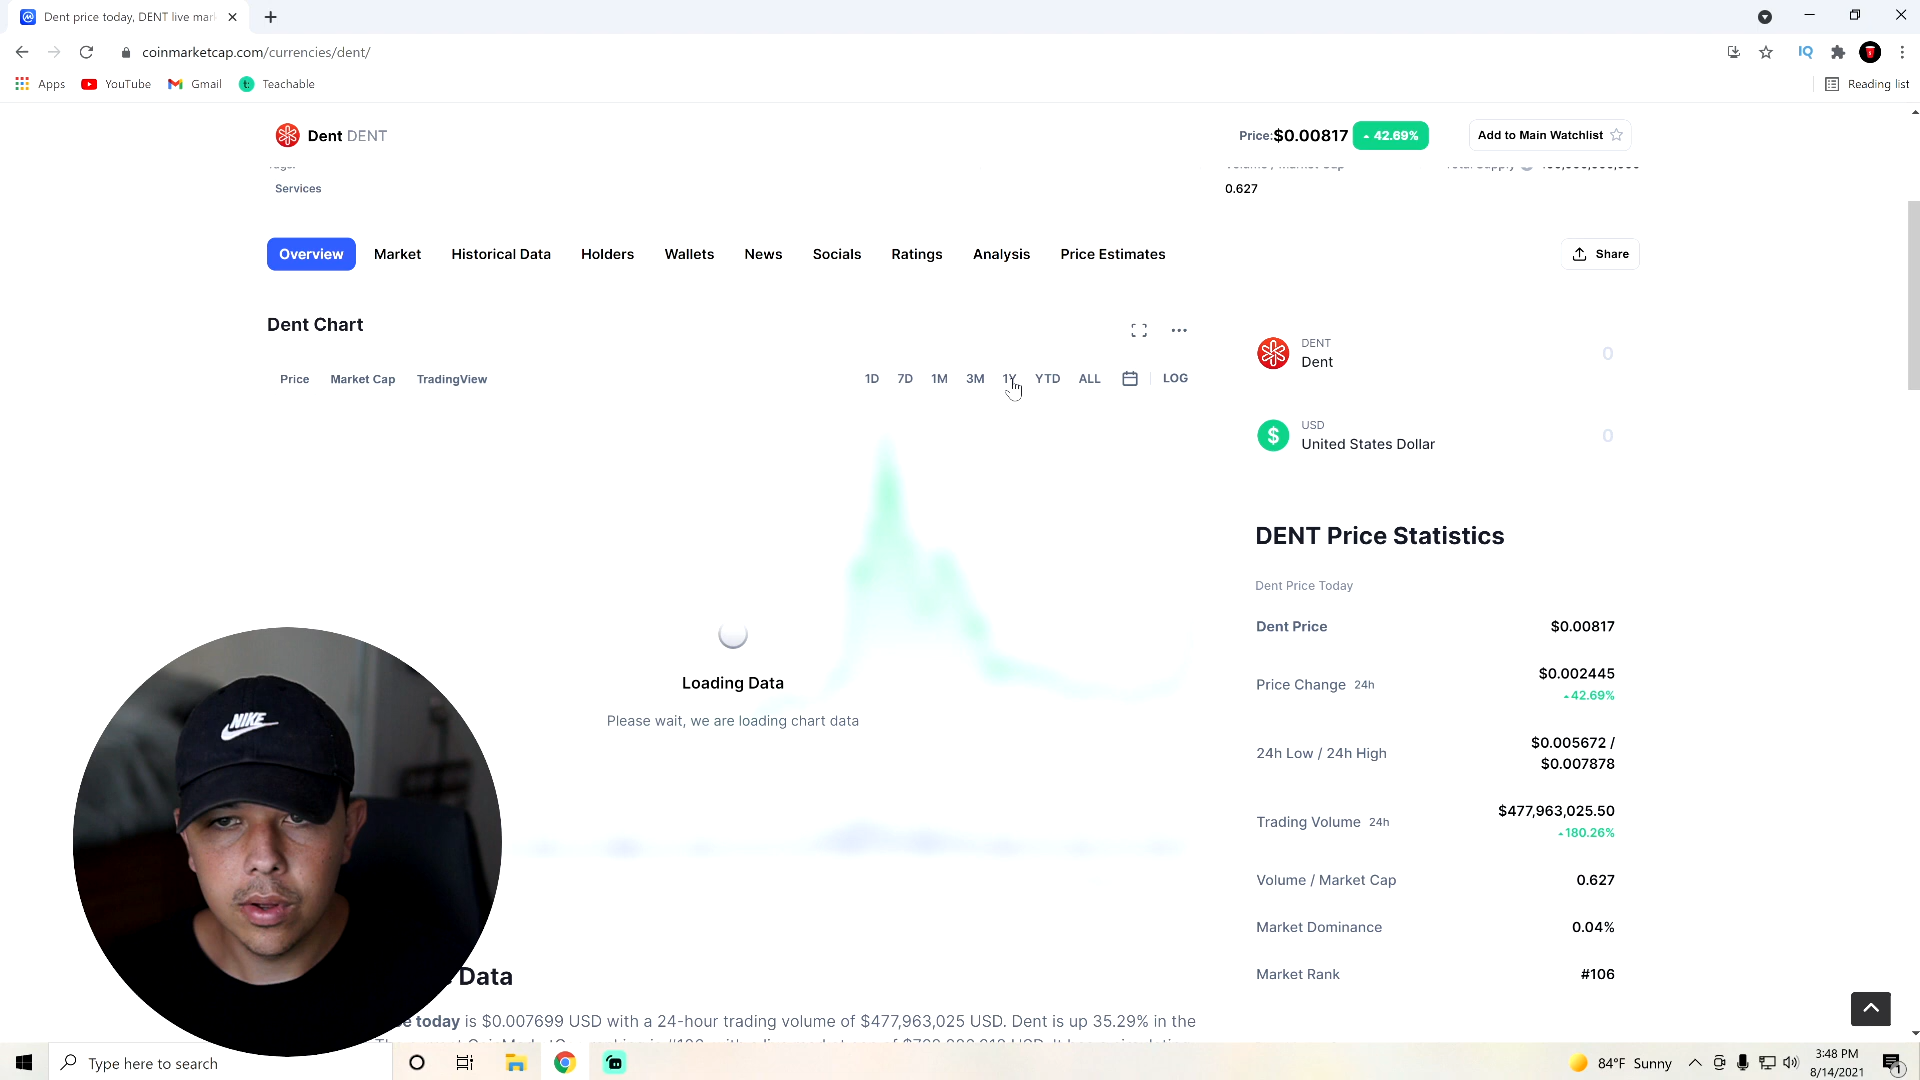 Dent price today, DENT live mar
coinmarketcap.com/currencies/dent/
IQ
Apps
YouTube
Gmail
t:
Teachable
Reading list
Dent DENT
Price:$0.00817
42.69%
Add to Main Watchlist
Services
0.627
Overview
Market
Historical Data
Holders
Wallets
News
Socials
Ratings
Analysis
Price Estimates
Share
Dent Chart
Price
Market Cap
TradingView
1D
7D
1M
3M
1Y
YTD
ALL
LOG
DENT
Dent
0
$
USD
United States Dollar
0
Loading Data
Please wait, we are loading chart data
DENT Price Statistics
Dent Price Today
Dent Price
$0.00817
Price Change 24h
$0.002445
42.69%
24h Low / 24h High
$0.005672 /
$0.007878
Trading Volume 24h
$477,963,025.50
180.26%
Volume / Market Cap
0.627
Market Dominance
0.04%
Market Rank
#106
NIKE
Data
today is $0.007699 USD with a 24-hour trading volume of $477,963,025 USD. Dent is up 35.29% in the
Type here to search
84°F Sunny
3:48 PM
8/14/2021
1